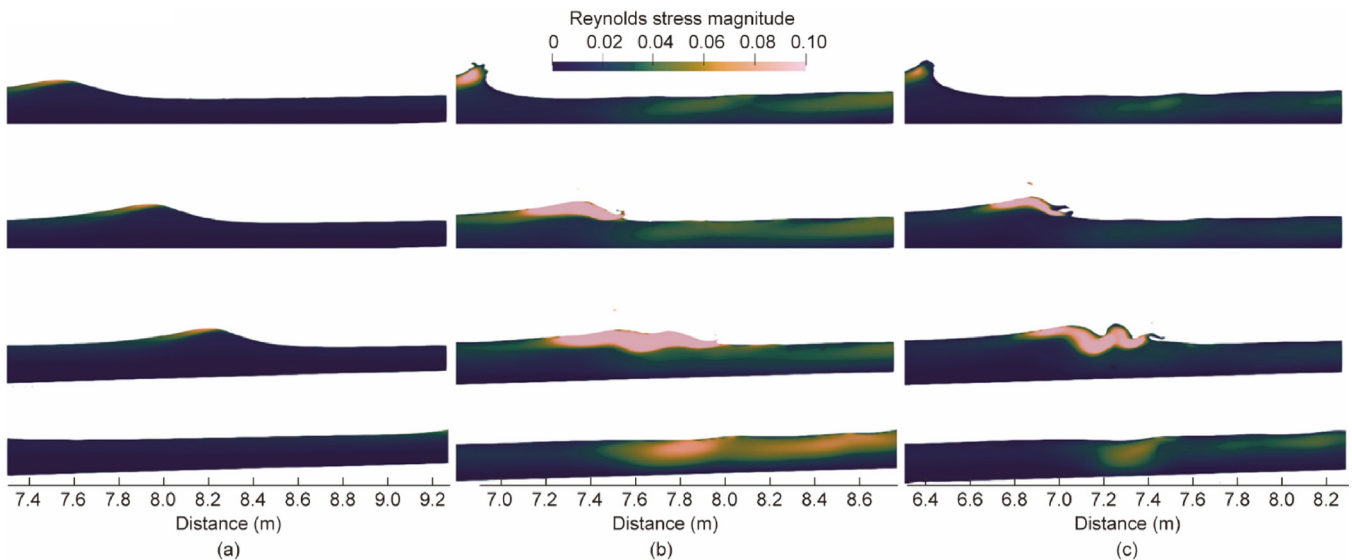 Reynolds stress magnitude
0 0.02 0.04 0.06 0.08 0.10
7.4 7.6 7.8 8.0 8.2 8.4 8.6 8.8 9.0 9.2 7.0 7.2 7.4 7.6 7.8 8.0 8.2 8.4 8.6 6.4 6.6 6.8 7.0 7.2 7.4 7.6 7.8 8.0 8.2
Distance (m) Distance (m) Distance (m)
(a) (b) (c)